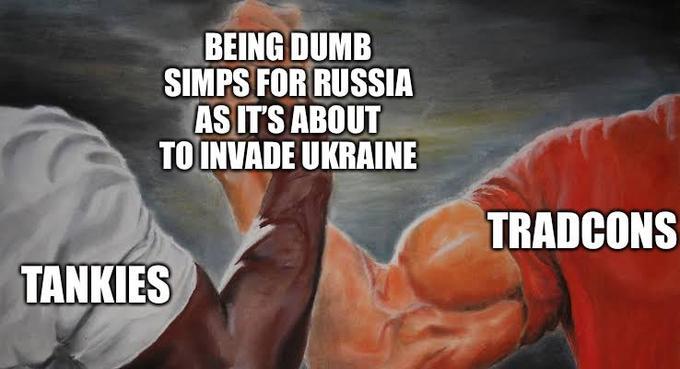 BEING DUMB
SIMPS FOR RUSSIA
AS IT'S ABOUT
TO INVADE UKRAINE
TRADCONS
TANKIES